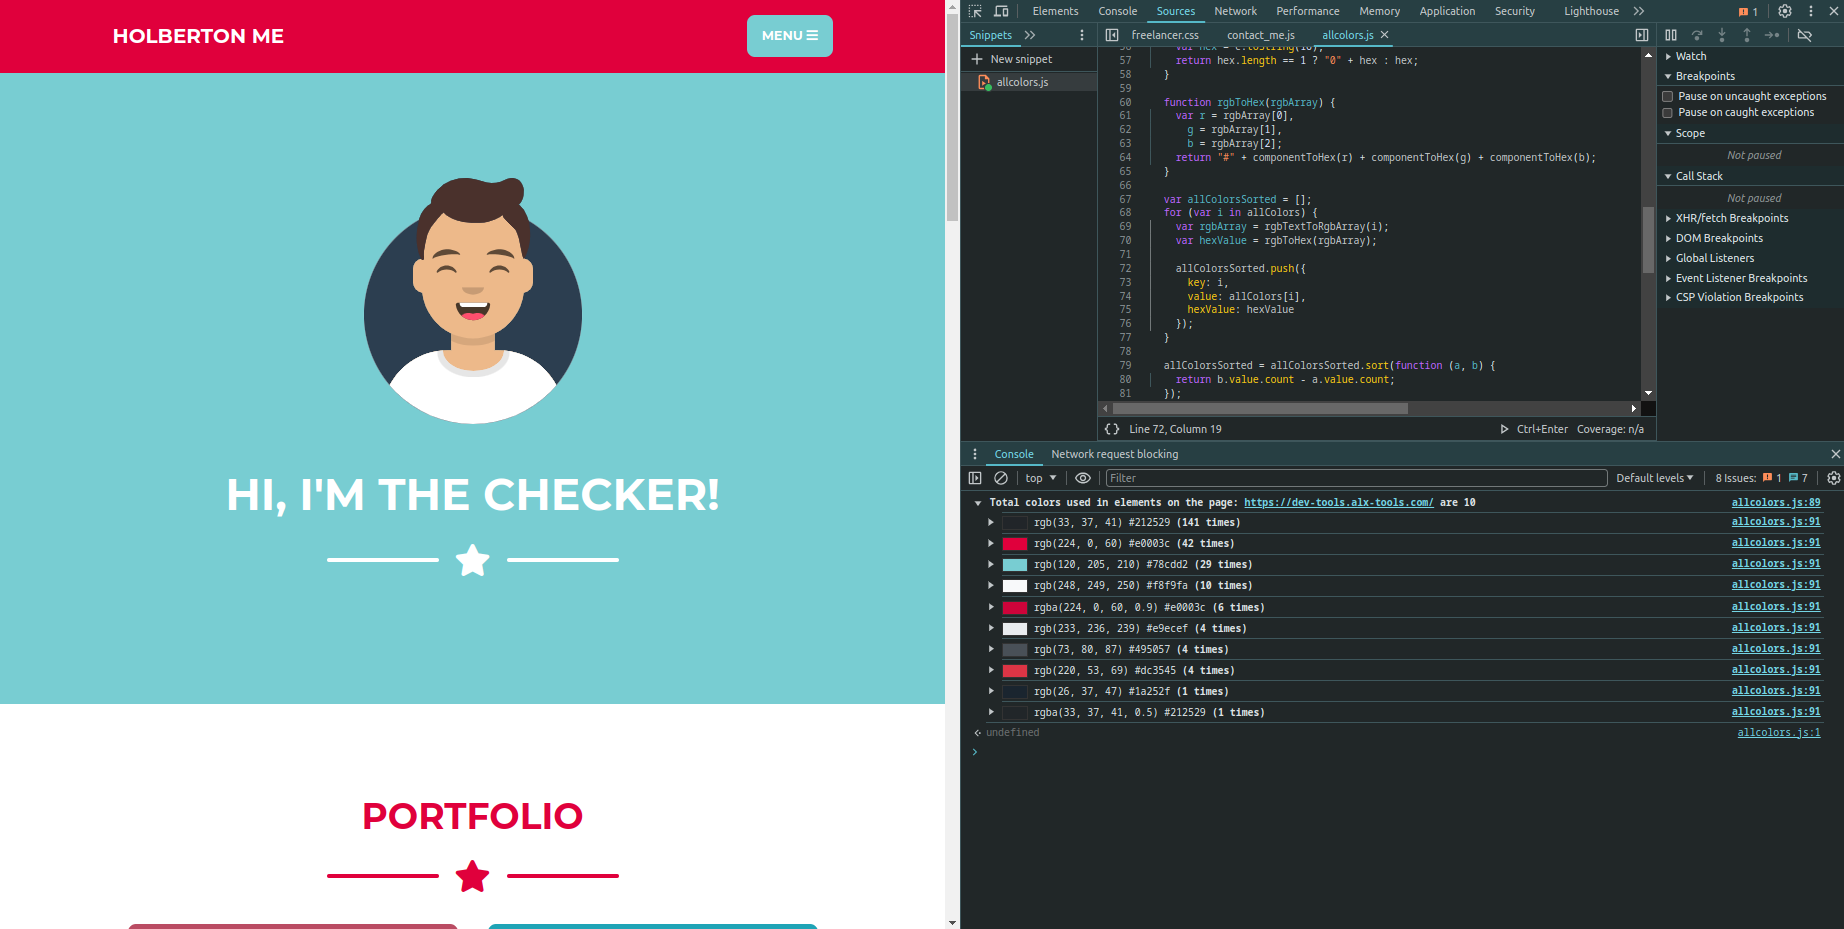 HOLBERTON ME
MENU
HI, I'M THE CHECKER!
PORTFOLIO
Elements Console Sources Network Performance Memory Application Security Lighthouse 1
Snippets
New snippet
allcolors.js
freelancer.css contact_me.js allcolors.js
56 var hex = c.toString(16);
57 return hex.length == 1 ? "0" + hex : hex;
58 }
59
60 function rgbToHex(rgbArray) {
61 var r = rgbArray[0],
62 g = rgbArray[1],
63 b = rgbArray[2];
64 return "#" + componentToHex(r) + componentToHex(g) + componentToHex(b);
65 }
66
67 var allColorsSorted = [];
68 for (var i in allColors) {
69 var rgbArray = rgbTextToRgbArray(i);
70 var hexValue = rgbToHex(rgbArray);
71
72 allColorsSorted.push({
73 key: i,
74 value: allColors[i],
75 hexValue: hexValue
76 });
77 }
78
79 allColorsSorted = allColorsSorted.sort(function (a, b) {
80 return b.value.count - a.value.count;
81 });
{} Line 72, Column 19 Ctrl+Enter Coverage: n/a
Watch
Breakpoints
Pause on uncaught exceptions
Pause on caught exceptions
Scope
Not paused
Call Stack
Not paused
XHR/fetch Breakpoints
DOM Breakpoints
Global Listeners
Event Listener Breakpoints
CSP Violation Breakpoints
Console Network request blocking
top Filter Default levels 8 Issues: 1 7
Total colors used in elements on the page: https://dev-tools.alx-tools.com/ are 10 allcolors.js:89
rgb(33, 37, 41) #212529 (141 times) allcolors.js:91
rgb(224, 0, 60) #e0003c (42 times) allcolors.js:91
rgb(120, 205, 210) #78cdd2 (29 times) allcolors.js:91
rgb(248, 249, 250) #f8f9fa (10 times) allcolors.js:91
rgba(224, 0, 60, 0.9) #e0003c (6 times) allcolors.js:91
rgb(233, 236, 239) #e9ecef (4 times) allcolors.js:91
rgb(73, 80, 87) #495057 (4 times) allcolors.js:91
rgb(220, 53, 69) #dc3545 (4 times) allcolors.js:91
rgb(26, 37, 47) #1a252f (1 times) allcolors.js:91
rgba(33, 37, 41, 0.5) #212529 (1 times) allcolors.js:91
undefined allcolors.js:1